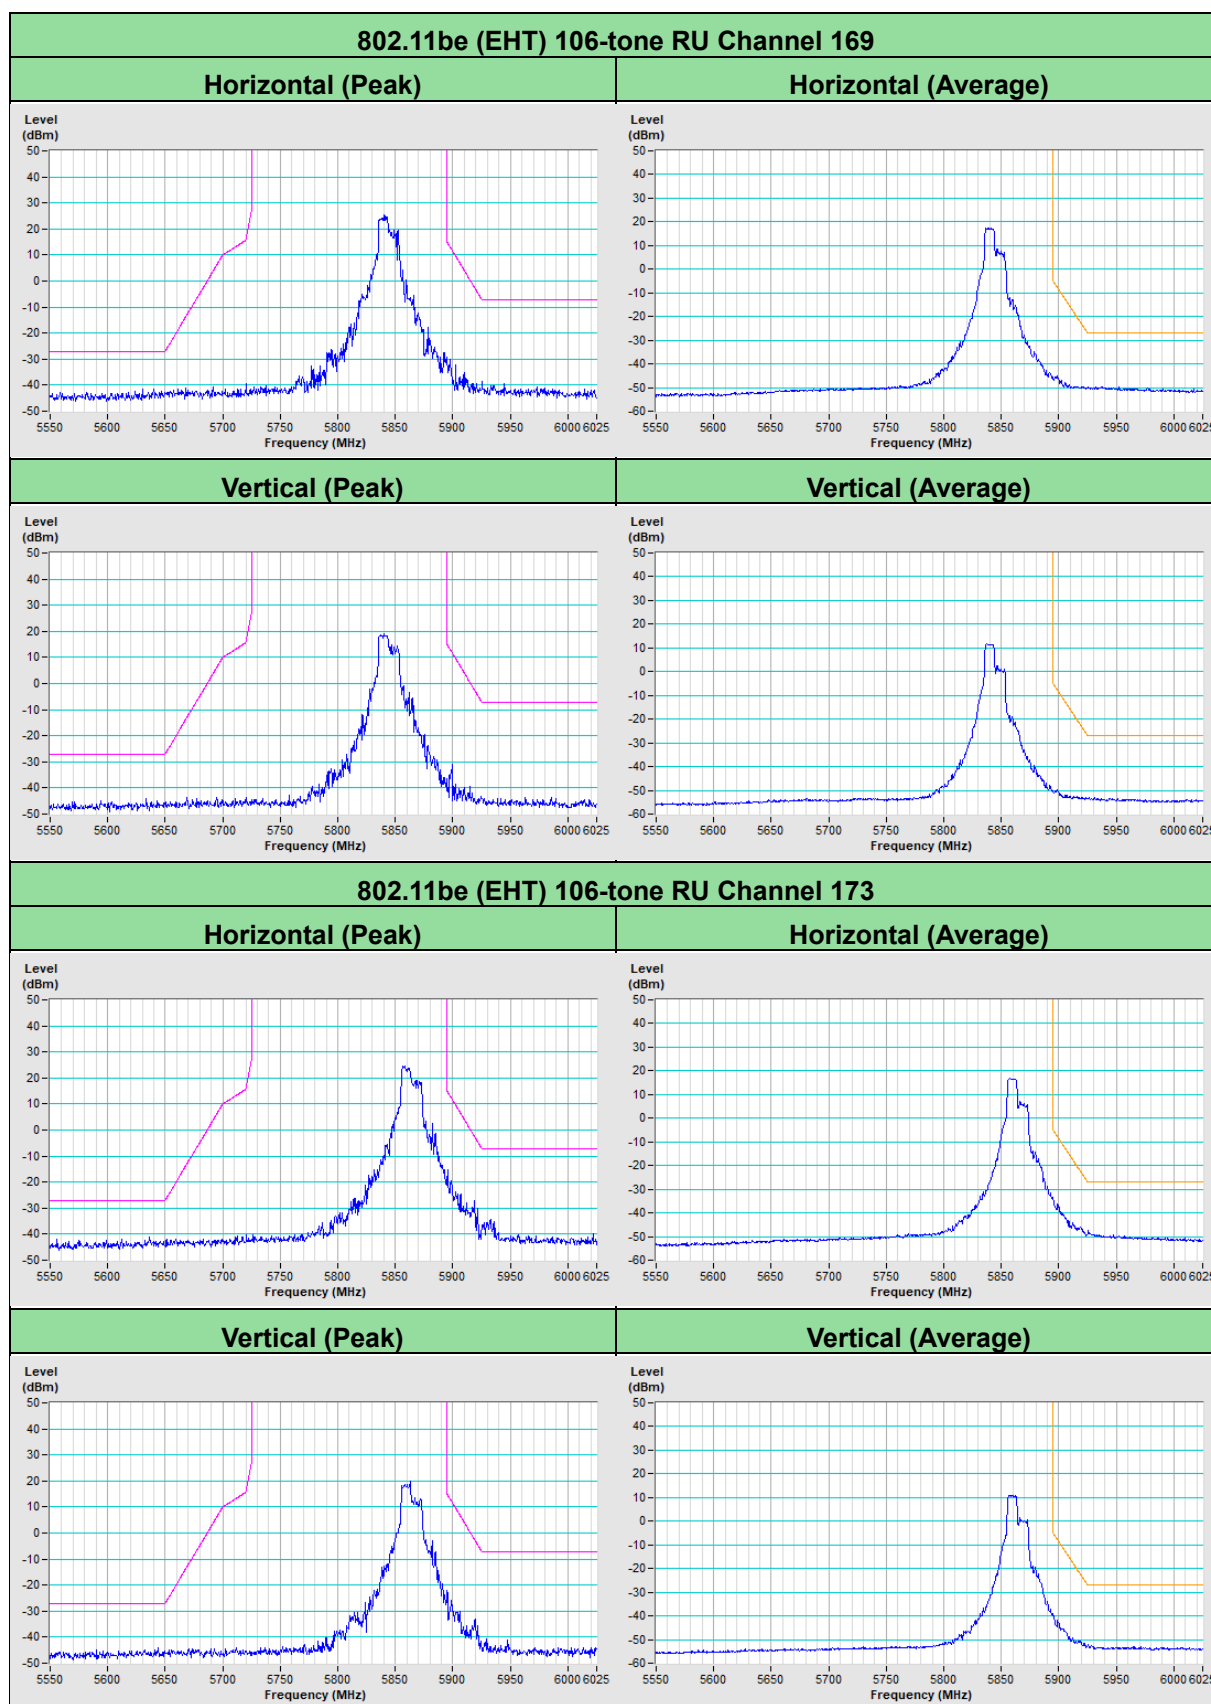 802.11be (EHT) 106-tone RU Channel 169
Horizontal (Peak) Horizontal (Average)
Level
(dBm)
50
40
30
20
10
0
-10
-20
-30
-40
-50
5550 5600 5650 5700 5750 5800 5850 5900 5950 6000 6025
Frequency (MHz)
Level
(dBm)
50
40
30
20
10
0
-10
-20
-30
-40
-50
-60
5550 5600 5650 5700 5750 5800 5850 5900 5950 6000 6025
Frequency (MHz)
Vertical (Peak) Vertical (Average)
Level
(dBm)
50
40
30
20
10
0
-10
-20
-30
-40
-50
5550 5600 5650 5700 5750 5800 5850 5900 5950 6000 6025
Frequency (MHz)
Level
(dBm)
50
40
30
20
10
0
-10
-20
-30
-40
-50
-60
5550 5600 5650 5700 5750 5800 5850 5900 5950 6000 6025
Frequency (MHz)
802.11be (EHT) 106-tone RU Channel 173
Horizontal (Peak) Horizontal (Average)
Level
(dBm)
50
40
30
20
10
0
-10
-20
-30
-40
-50
5550 5600 5650 5700 5750 5800 5850 5900 5950 6000 6025
Frequency (MHz)
Level
(dBm)
50
40
30
20
10
0
-10
-20
-30
-40
-50
-60
5550 5600 5650 5700 5750 5800 5850 5900 5950 6000 6025
Frequency (MHz)
Vertical (Peak) Vertical (Average)
Level
(dBm)
50
40
30
20
10
0
-10
-20
-30
-40
-50
5550 5600 5650 5700 5750 5800 5850 5900 5950 6000 6025
Frequency (MHz)
Level
(dBm)
50
40
30
20
10
0
-10
-20
-30
-40
-50
-60
5550 5600 5650 5700 5750 5800 5850 5900 5950 6000 6025
Frequency (MHz)